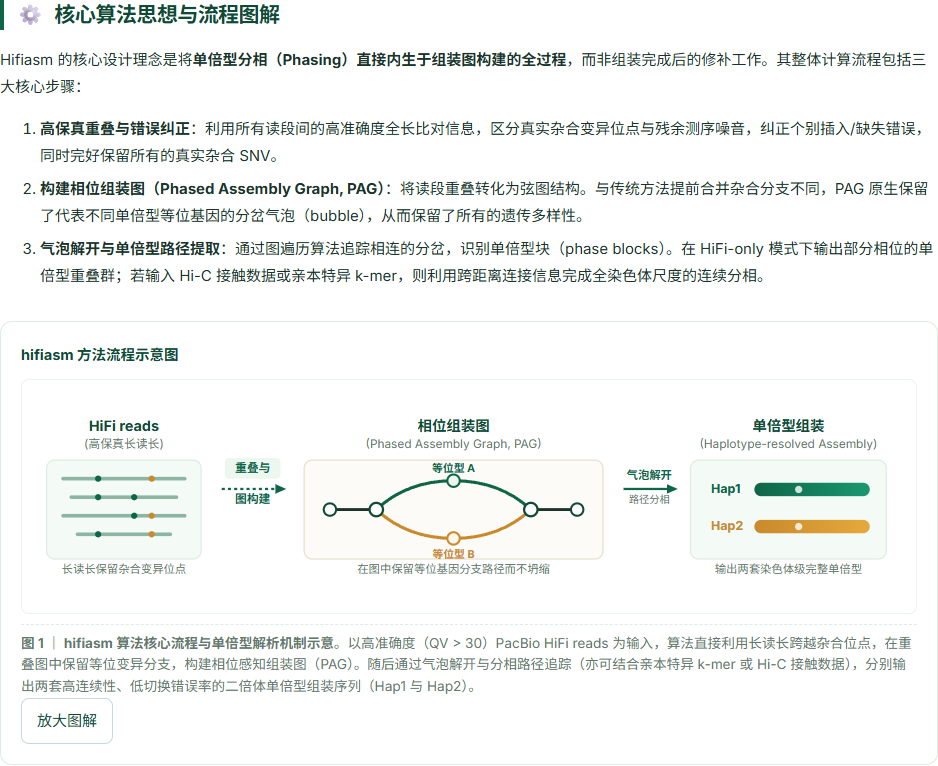 核心算法思想与流程图解
Hifiasm 的核心设计理念是将单倍型分相（Phasing）直接内生于组装图构建的全过程，而非组装完成后的修补工作。其整体计算流程包括三
大核心步骤：
1. 高保真重叠与错误纠正：利用所有读段间的高准确度全长比对信息，区分真实杂合变异位点与残余测序噪音，纠正个别插入/缺失错误，
同时完好保留所有的真实杂合 SNV。
2. 构建相位组装图（Phased Assembly Graph, PAG）：将读段重叠转化为弦图结构。与传统方法提前合并杂合分支不同，PAG 原生保留
了代表不同单倍型等位基因的分岔气泡（bubble），从而保留了所有的遗传多样性。
3. 气泡解开与单倍型路径提取：通过图遍历算法追踪相连的分岔，识别单倍型块（phase blocks）。在 HiFi-only 模式下输出部分相位的单
倍型重叠群；若输入 Hi-C 接触数据或亲本特异 k-mer，则利用跨距离连接信息完成全染色体尺度的连续分相。
hifiasm 方法流程示意图
HiFi reads
(高保真长读长)
长读长保留杂合变异位点
重叠与
图构建
相位组装图
(Phased Assembly Graph, PAG)
等位型 A
等位型 B
在图中保留等位基因分支路径而不坍缩
气泡解开
路径分相
单倍型组装
(Haplotype-resolved Assembly)
Hap1
Hap2
输出两套染色体级完整单倍型
图 1｜hifiasm 算法核心流程与单倍型解析机制示意。以高准确度（QV > 30）PacBio HiFi reads 为输入，算法直接利用长读长跨越杂合位点，在重
叠图中保留等位变异分支，构建相位感知组装图（PAG）。随后通过气泡解开与分相路径追踪（亦可结合亲本特异 k-mer 或 Hi-C 接触数据），分别输
出两套高连续性、低切换错误率的二倍体单倍型组装序列（Hap1 与 Hap2）。
放大图解